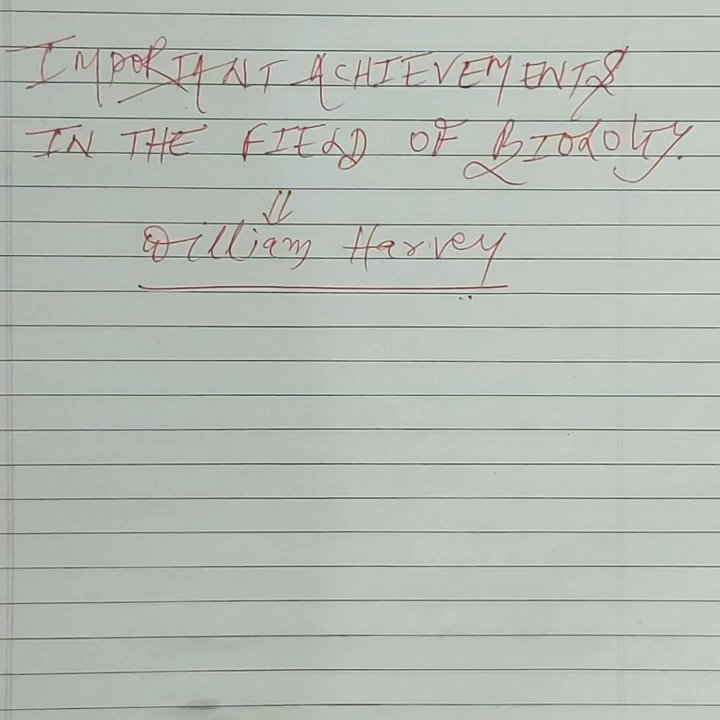 IMPORTANT ACHIEVEMENTS
IN THE FIELD OF BIOLOGY.
⇓
William Harvey